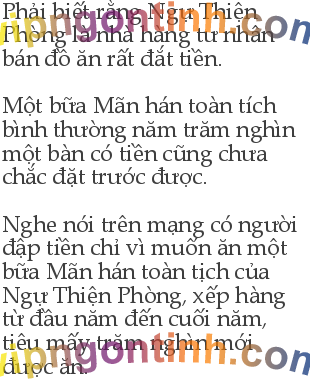 Phải biết rằng Ngự Thiện
Phòng là nhà hàng tư nhân
bán đồ ăn rất đắt tiền.
Một bữa Mãn hán toàn tích
bình thường năm trăm nghìn
một bàn có tiền cũng chưa
chắc đặt trước được.
Nghe nói trên mạng có người
đập tiền chỉ vì muốn ăn một
bữa Mãn hán toàn tịch của
Ngự Thiện Phòng, xếp hàng
từ đầu năm đến cuối năm,
tiêu mấy trăm nghìn mới
được ăn.
vipngontinh.com
vipngontinh.com